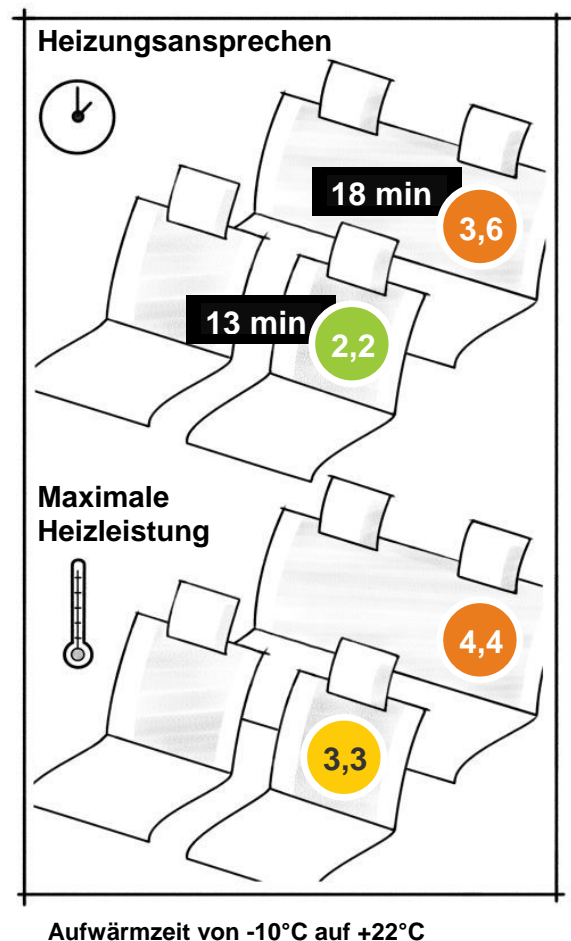 Heizungsansprechen
18 min
3,6
13 min
2,2
Maximale
Heizleistung
4,4
3,3
Aufwärmzeit von -10°C auf +22°C